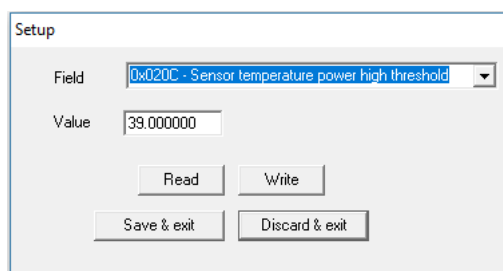 Setup
Field 0x020C - Sensor temperature power high threshold
Value 39.000000
Read Write
Save & exit Discard & exit